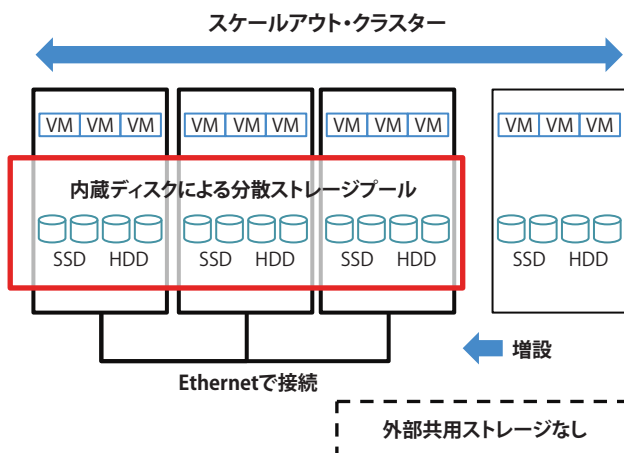 スケールアウト・クラスター
VM VM VM VM VM VM VM VM VM VM VM VM
内蔵ディスクによる分散ストレージプール
SSD HDD SSD HDD SSD HDD SSD HDD
増設
Ethernetで接続
外部共用ストレージなし